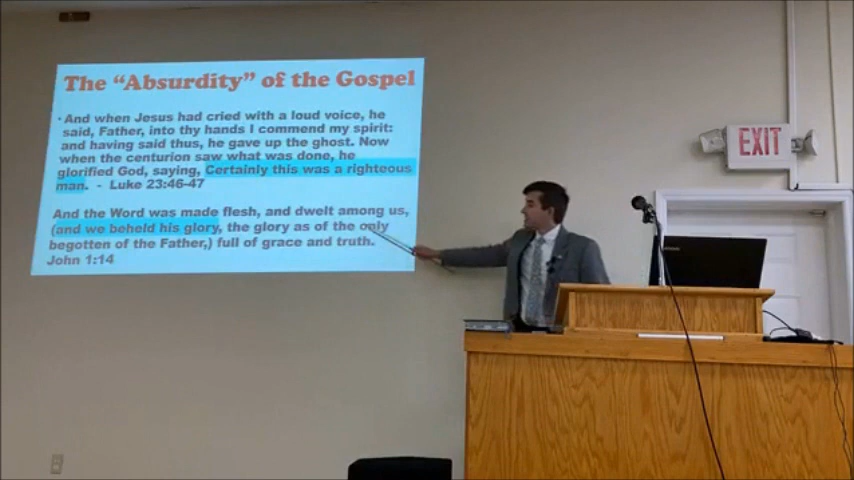 The "Absurdity" of the Gospel
· And when Jesus had cried with a loud voice, he
said, Father, into thy hands I commend my spirit:
and having said thus, he gave up the ghost. Now
when the centurion saw what was done, he
glorified God, saying, Certainly this was a righteous
man. - Luke 23:46-47
And the Word was made flesh, and dwelt among us,
(and we beheld his glory, the glory as of the only
begotten of the Father,) full of grace and truth.
John 1:14
EXIT